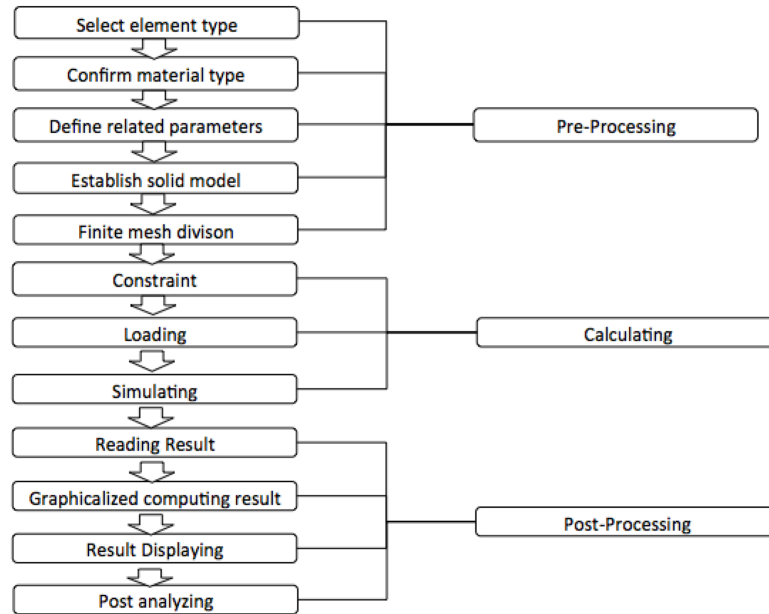 Select element type
Confirm material type
Define related parameters
Pre-Processing
Establish solid model
Finite mesh divison
Constraint
Loading
Calculating
Simulating
Reading Result
Graphicalized computing result
Post-Processing
Result Displaying
Post analyzing